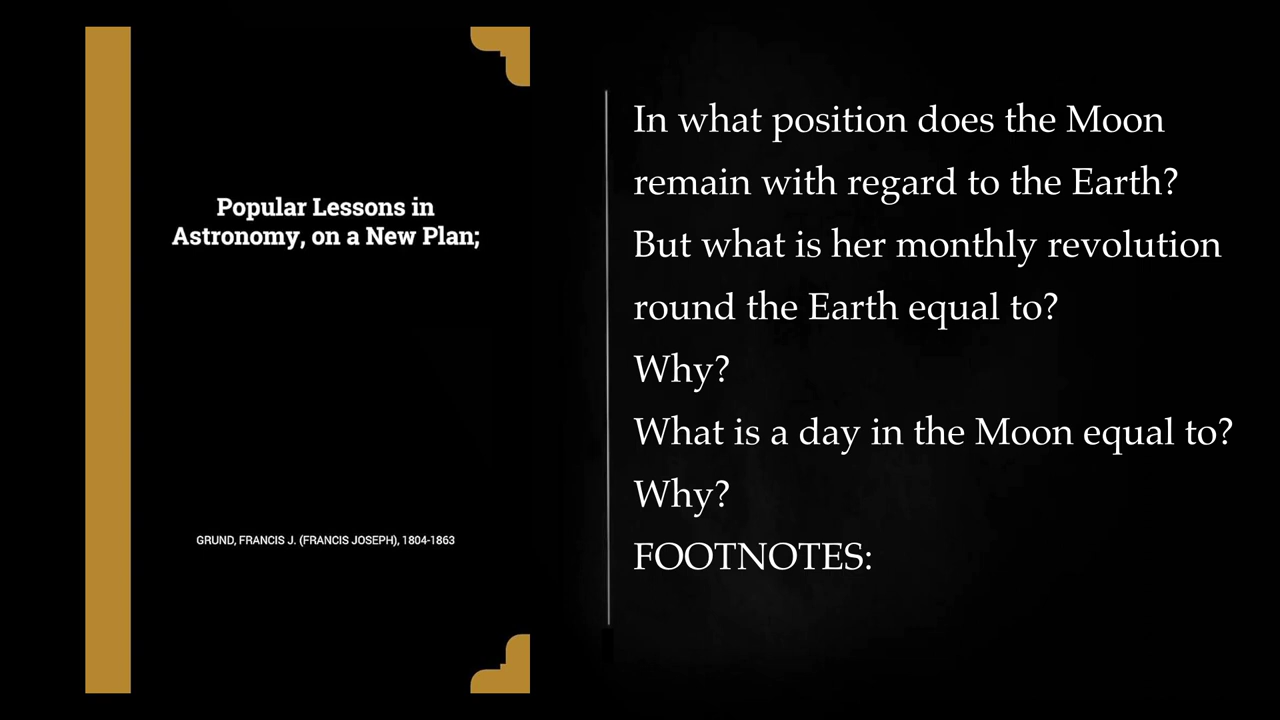 Popular Lessons in
Astronomy, on a New Plan;
GRUND, FRANCIS J. (FRANCIS JOSEPH), 1804-1863
In what position does the Moon
remain with regard to the Earth?
But what is her monthly revolution
round the Earth equal to?
Why?
What is a day in the Moon equal to?
Why?
FOOTNOTES: